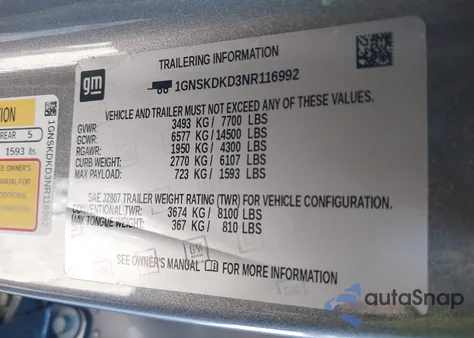 TRAILERING INFORMATION
gm
1GNSKDKD3NR116992
VEHICLE AND TRAILER MUST NOT EXCEED ANY OF THESE VALUES.
GVWR: 3493 KG / 7700 LBS
GCWR: 6577 KG / 14500 LBS
RGAWR: 1950 KG / 4300 LBS
CURB WEIGHT: 2770 KG / 6107 LBS
MAX PAYLOAD: 723 KG / 1593 LBS
SAE J2807 TRAILER WEIGHT RATING (TWR) FOR VEHICLE CONFIGURATION.
CONVENTIONAL TWR: 3674 KG / 8100 LBS
MAX TONGUE WEIGHT: 367 KG / 810 LBS
SEE OWNER'S MANUAL FOR MORE INFORMATION
REAR 5
1593 lbs
1GNSKDKD3NR116992
autoSnap